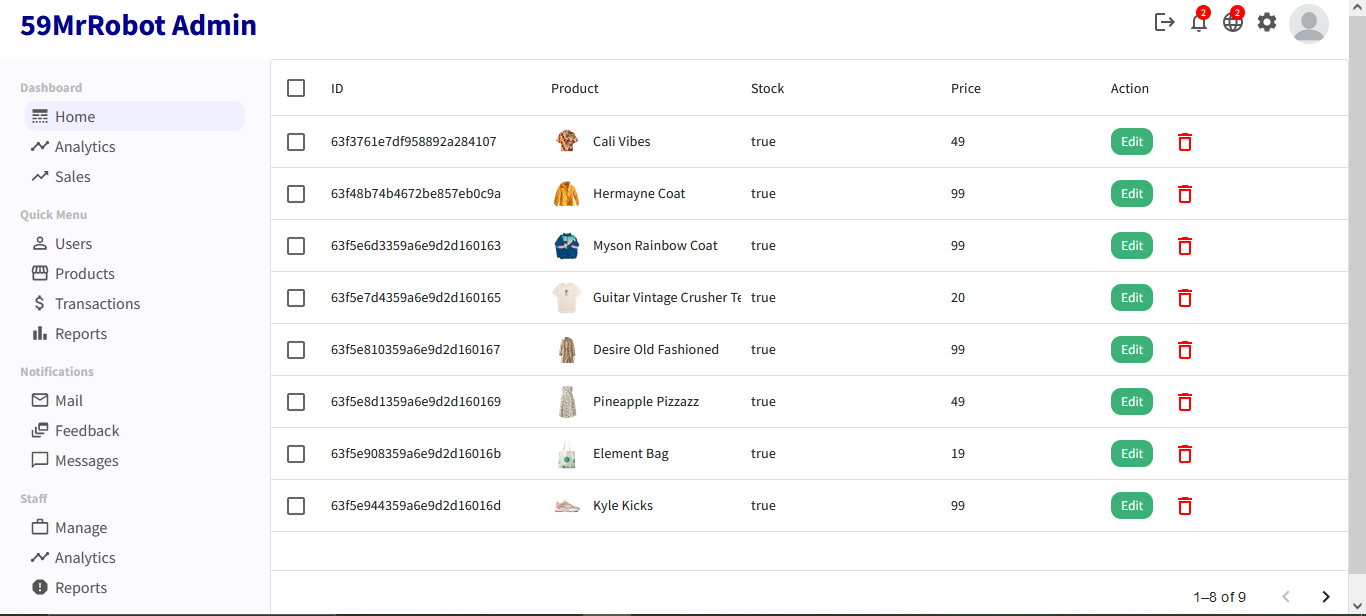 59MrRobot Admin
2 2
Dashboard
Home
Analytics
Sales
Quick Menu
Users
Products
Transactions
Reports
Notifications
Mail
Feedback
Messages
Staff
Manage
Analytics
Reports
ID Product Stock Price Action
63f3761e7df958892a284107 Cali Vibes true 49 Edit
63f48b74b4672be857eb0c9a Hermayne Coat true 99 Edit
63f5e6d3359a6e9d2d160163 Myson Rainbow Coat true 99 Edit
63f5e7d4359a6e9d2d160165 Guitar Vintage Crusher Te true 20 Edit
63f5e810359a6e9d2d160167 Desire Old Fashioned true 99 Edit
63f5e8d1359a6e9d2d160169 Pineapple Pizzazz true 49 Edit
63f5e908359a6e9d2d16016b Element Bag true 19 Edit
63f5e944359a6e9d2d16016d Kyle Kicks true 99 Edit
1–8 of 9